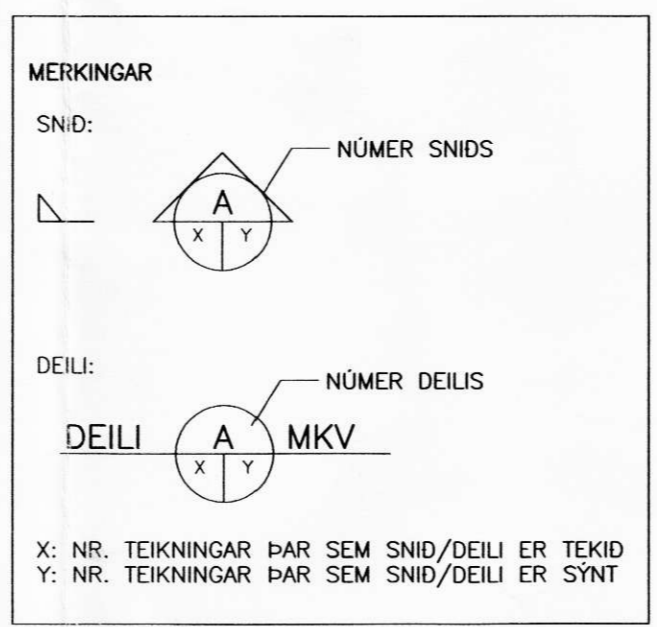 MERKINGAR
SNIÐ:
NÚMER SNIÐS
A
X Y
DEILI:
NÚMER DEILIS
DEILI A MKV
X Y
X: NR. TEIKNINGAR ÞAR SEM SNIÐ/DEILI ER TEKIÐ
Y: NR. TEIKNINGAR ÞAR SEM SNIÐ/DEILI ER SÝNT